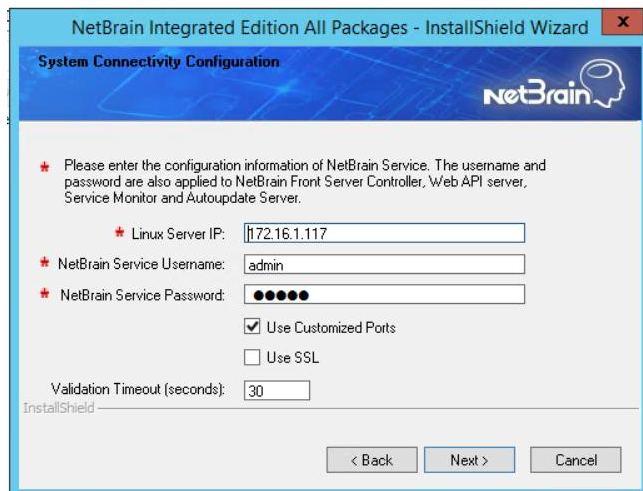 NetBrain Integrated Edition All Packages - InstallShield Wizard x
System Connectivity Configuration
NetBrain
* Please enter the configuration information of NetBrain Service. The username and
password are also applied to NetBrain Front Server Controller, Web API server,
Service Monitor and Autoupdate Server.
* Linux Server IP: 172.16.1.117
* NetBrain Service Username: admin
* NetBrain Service Password: ●●●●●
Use Customized Ports
Use SSL
Validation Timeout (seconds): 30
InstallShield
< Back Next > Cancel